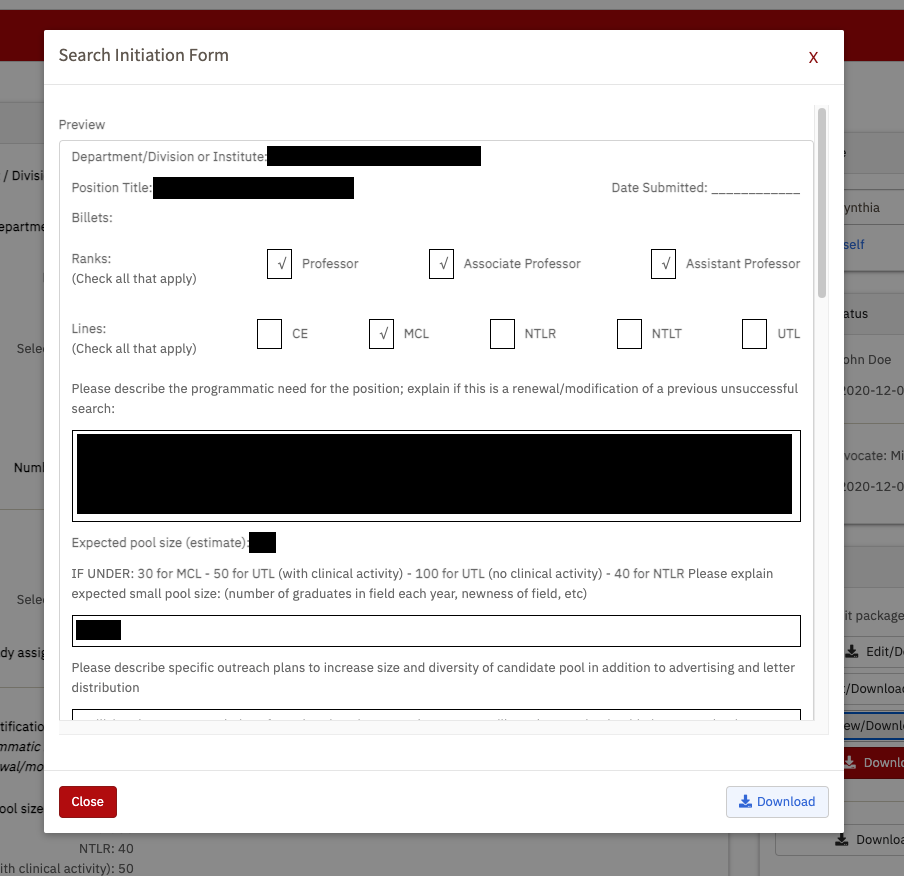 Search Initiation Form
X
Preview
Department/Division or Institute:
Position Title:
Date Submitted: ____________
Billets:
Ranks:
(Check all that apply)
√ Professor
√ Associate Professor
√ Assistant Professor
Lines:
(Check all that apply)
CE
√ MCL
NTLR
NTLT
UTL
Please describe the programmatic need for the position; explain if this is a renewal/modification of a previous unsuccessful
search:
Expected pool size (estimate):
IF UNDER: 30 for MCL - 50 for UTL (with clinical activity) - 100 for UTL (no clinical activity) - 40 for NTLR Please explain
expected small pool size: (number of graduates in field each year, newness of field, etc)
Please describe specific outreach plans to increase size and diversity of candidate pool in addition to advertising and letter
distribution
Close
Download
/ Divisi
epartme
Selec
Numb
Selec
dy assig
tificatio
mmatic
wal/mo
ool size
NTLR: 40
ith clinical activity): 50
ynthia
self
atus
ohn Doe
2020-12-0
vocate: Mi
2020-12-0
it package
Edit/D
/Download
ew/Downl
Downlo
Downloa